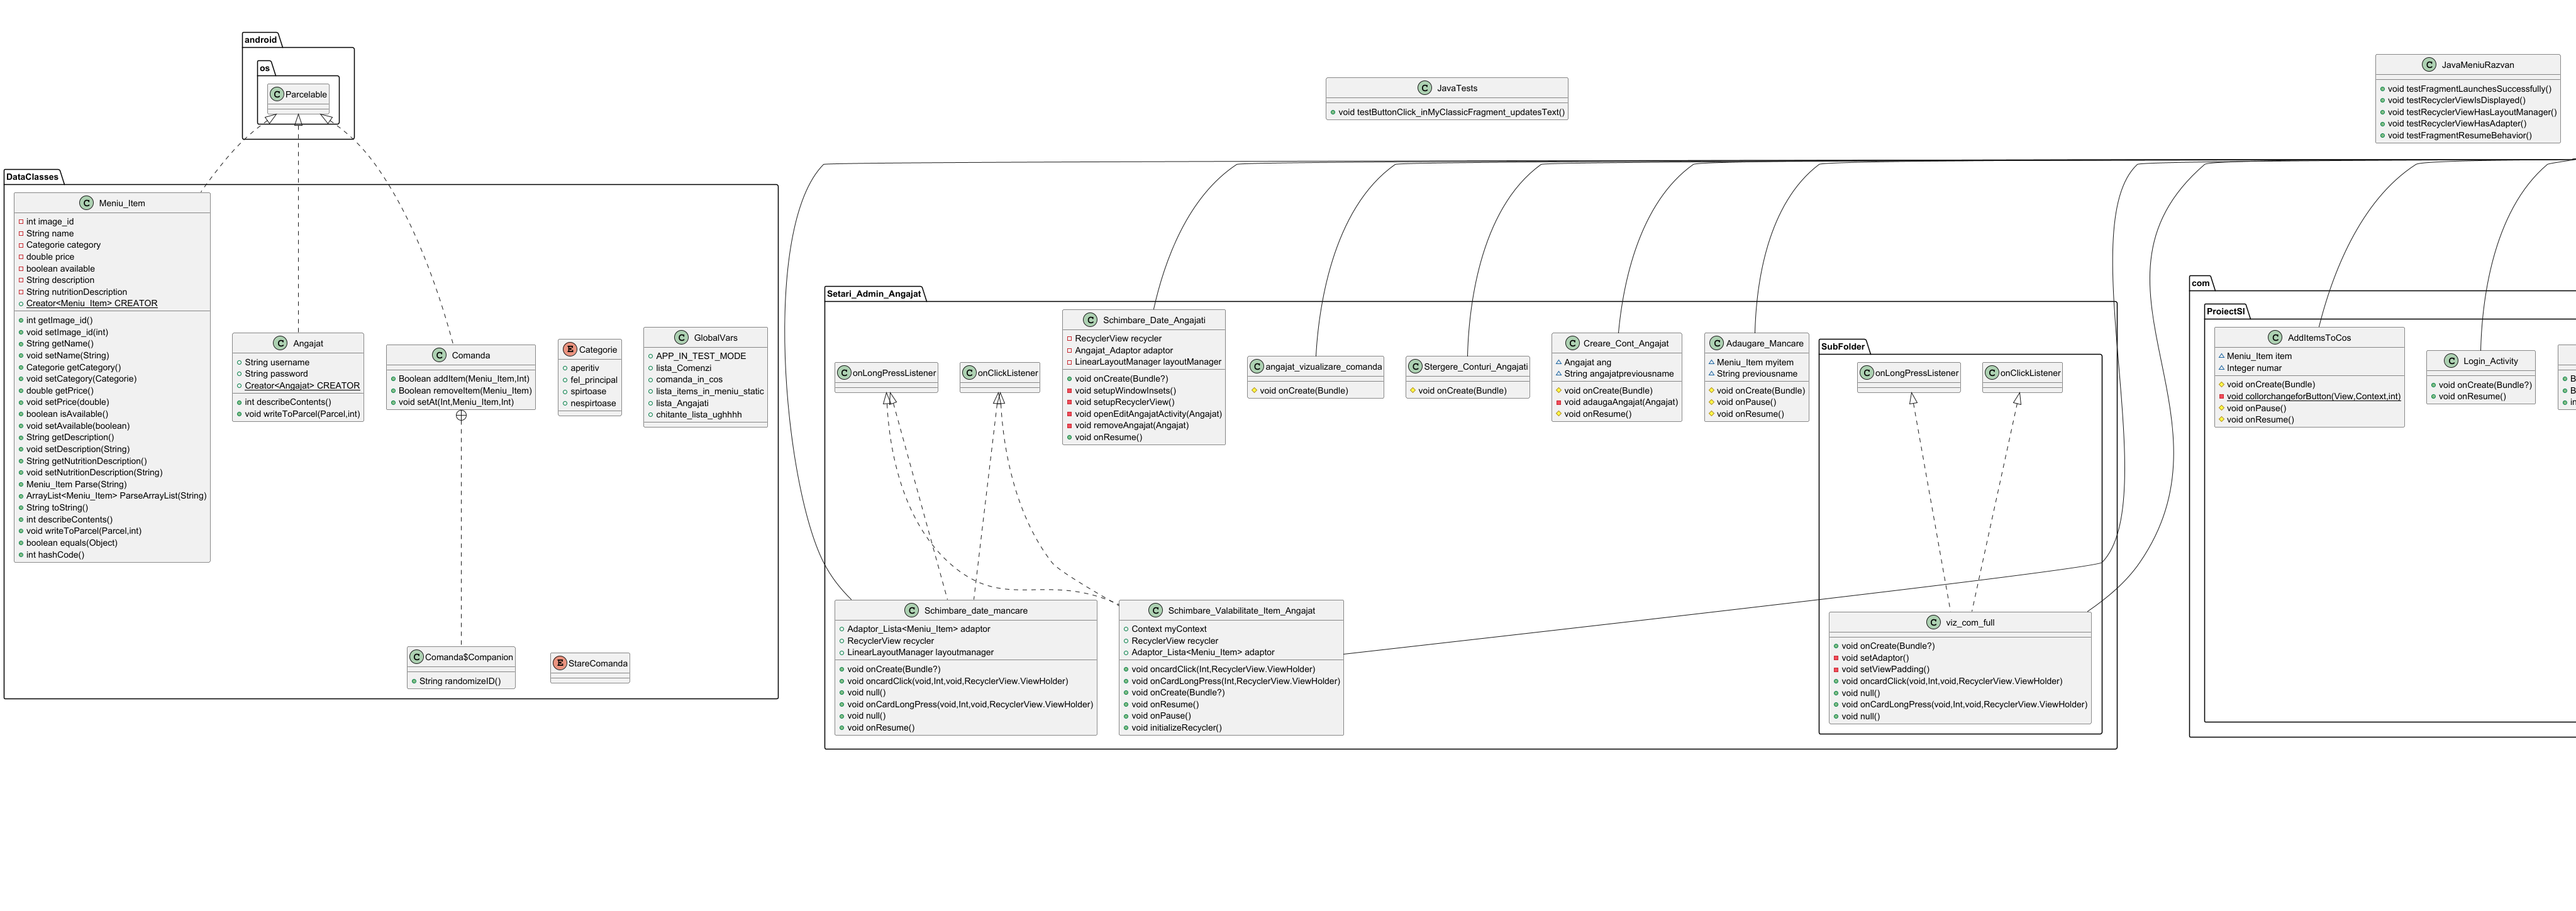 android
os
C Parcelable
C JavaTests
void testButtonClick_inMyClassicFragment_updatesText()
C JavaMeniuRazvan
void testFragmentLaunchesSuccessfully()
void testRecyclerViewIsDisplayed()
void testRecyclerViewHasLayoutManager()
void testRecyclerViewHasAdapter()
void testFragmentResumeBehavior()
DataClasses
C Meniu_Item
int image_id
String name
Categorie category
double price
boolean available
String description
String nutritionDescription
Creator<Meniu_Item> CREATOR
int getImage_id()
void setImage_id(int)
String getName()
void setName(String)
Categorie getCategory()
void setCategory(Categorie)
double getPrice()
void setPrice(double)
boolean isAvailable()
void setAvailable(boolean)
String getDescription()
void setDescription(String)
String getNutritionDescription()
void setNutritionDescription(String)
Meniu_Item Parse(String)
ArrayList<Meniu_Item> ParseArrayList(String)
String toString()
int describeContents()
void writeToParcel(Parcel,int)
boolean equals(Object)
int hashCode()
C Angajat
String username
String password
Creator<Angajat> CREATOR
int describeContents()
void writeToParcel(Parcel,int)
C Comanda
Boolean addItem(Meniu_Item,Int)
Boolean removeItem(Meniu_Item)
void setAt(Int,Meniu_Item,Int)
E Categorie
aperitiv
fel_principal
spirtoase
nespirtoase
C GlobalVars
APP_IN_TEST_MODE
lista_Comenzi
comanda_in_cos
lista_items_in_meniu_static
lista_Angajati
chitante_lista_ughhhh
C Comanda$Companion
String randomizeID()
E StareComanda
Setari_Admin_Angajat
C onLongPressListener
C onClickListener
C Schimbare_Date_Angajati
RecyclerView recycler
Angajat_Adaptor adaptor
LinearLayoutManager layoutManager
void onCreate(Bundle?)
void setupWindowInsets()
void setupRecyclerView()
void openEditAngajatActivity(Angajat)
void removeAngajat(Angajat)
void onResume()
C angajat_vizualizare_comanda
void onCreate(Bundle)
C Stergere_Conturi_Angajati
void onCreate(Bundle)
C Creare_Cont_Angajat
Angajat ang
String angajatpreviousname
void onCreate(Bundle)
void adaugaAngajat(Angajat)
void onResume()
C Adaugare_Mancare
Meniu_Item myitem
String previousname
void onCreate(Bundle)
void onPause()
void onResume()
C Schimbare_date_mancare
Adaptor_Lista<Meniu_Item> adaptor
RecyclerView recycler
LinearLayoutManager layoutmanager
void onCreate(Bundle?)
void oncardClick(void,Int,void,RecyclerView.ViewHolder)
void null()
void onCardLongPress(void,Int,void,RecyclerView.ViewHolder)
void null()
void onResume()
C Schimbare_Valabilitate_Item_Angajat
Context myContext
RecyclerView recycler
Adaptor_Lista<Meniu_Item> adaptor
void oncardClick(Int,RecyclerView.ViewHolder)
void onCardLongPress(Int,RecyclerView.ViewHolder)
void onCreate(Bundle?)
void onResume()
void onPause()
void initializeRecycler()
SubFolder
C onLongPressListener
C onClickListener
C viz_com_full
void onCreate(Bundle?)
void setAdaptor()
void setViewPadding()
void oncardClick(void,Int,void,RecyclerView.ViewHolder)
void null()
void onCardLongPress(void,Int,void,RecyclerView.ViewHolder)
void null()
com
ProiectSI
C AddItemsToCos
Meniu_Item item
Integer numar
void onCreate(Bundle)
void collorchangeforButton(View,Context,int)
void onPause()
void onResume()
C Login_Activity
void onCreate(Bundle?)
void onResume()